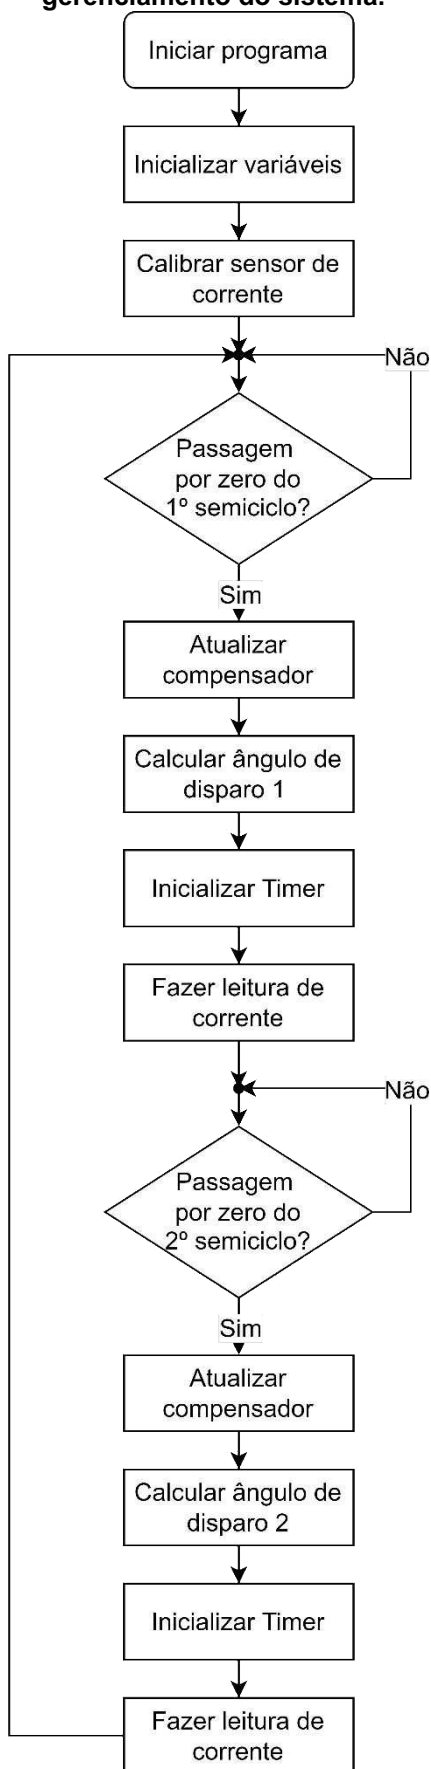 gerenciamento do sistema.
Iniciar programa
Inicializar variáveis
Calibrar sensor de
corrente
Não
Passagem
por zero do
1º semiciclo?
Sim
Atualizar
compensador
Calcular ângulo de
disparo 1
Inicializar Timer
Fazer leitura de
corrente
Não
Passagem
por zero do
2º semiciclo?
Sim
Atualizar
compensador
Calcular ângulo de
disparo 2
Inicializar Timer
Fazer leitura de
corrente